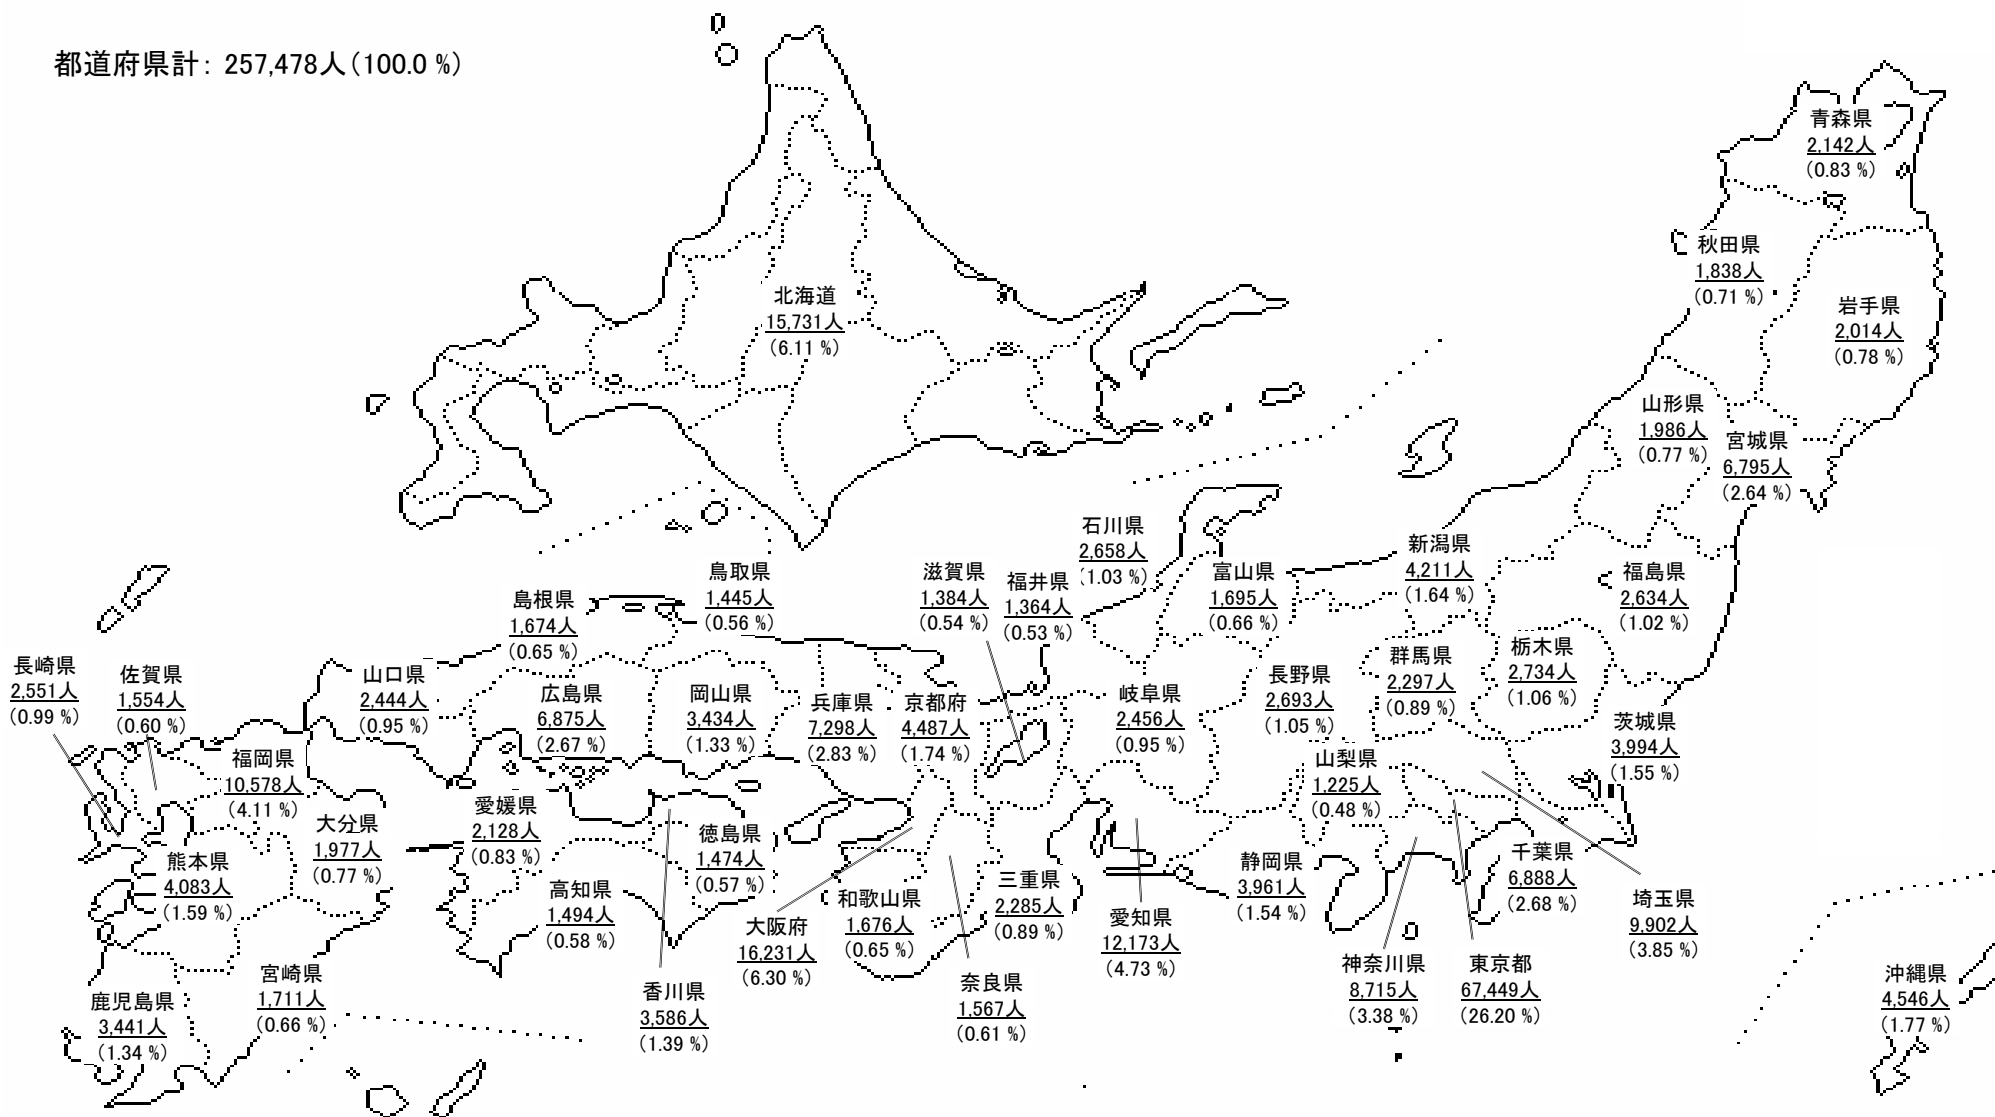 都道府県計： 257,478人（100.0 %）
青森県
2,142人
（0.83 %）
秋田県
1,838人
（0.71 %）
北海道
15,731人
（6.11 %）
岩手県
2,014人
（0.78 %）
山形県
1,986人
（0.77 %）
宮城県
6,795人
（2.64 %）
石川県
2,658人
（1.03 %）
新潟県
4,211人
（1.64 %）
鳥取県
1,445人
（0.56 %）
滋賀県
1,384人
（0.54 %）
福井県
1,364人
（0.53 %）
富山県
1,695人
（0.66 %）
福島県
2,634人
（1.02 %）
島根県
1,674人
（0.65 %）
長崎県
2,551人
（0.99 %）
佐賀県
1,554人
（0.60 %）
山口県
2,444人
（0.95 %）
広島県
6,875人
（2.67 %）
岡山県
3,434人
（1.33 %）
兵庫県
7,298人
（2.83 %）
京都府
4,487人
（1.74 %）
岐阜県
2,456人
（0.95 %）
長野県
2,693人
（1.05 %）
群馬県
2,297人
（0.89 %）
栃木県
2,734人
（1.06 %）
茨城県
3,994人
（1.55 %）
福岡県
10,578人
（4.11 %）
山梨県
1,225人
（0.48 %）
大分県
1,977人
（0.77 %）
愛媛県
2,128人
（0.83 %）
徳島県
1,474人
（0.57 %）
熊本県
4,083人
（1.59 %）
高知県
1,494人
（0.58 %）
和歌山県
1,676人
（0.65 %）
三重県
2,285人
（0.89 %）
静岡県
3,961人
（1.54 %）
千葉県
6,888人
（2.68 %）
埼玉県
9,902人
（3.85 %）
大阪府
16,231人
（6.30 %）
愛知県
12,173人
（4.73 %）
鹿児島県
3,441人
（1.34 %）
宮崎県
1,711人
（0.66 %）
香川県
3,586人
（1.39 %）
奈良県
1,567人
（0.61 %）
神奈川県
8,715人
（3.38 %）
東京都
67,449人
（26.20 %）
沖縄県
4,546人
（1.77 %）